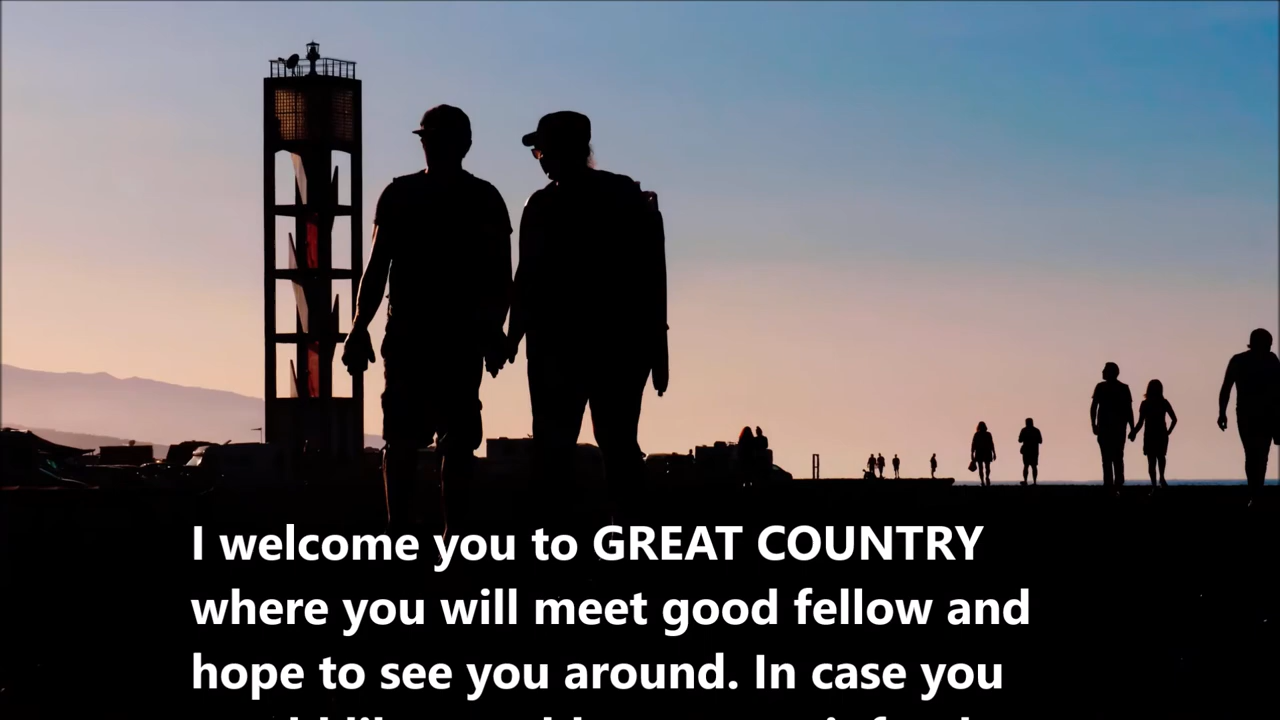 I welcome you to GREAT COUNTRY
where you will meet good fellow and
hope to see you around. In case you